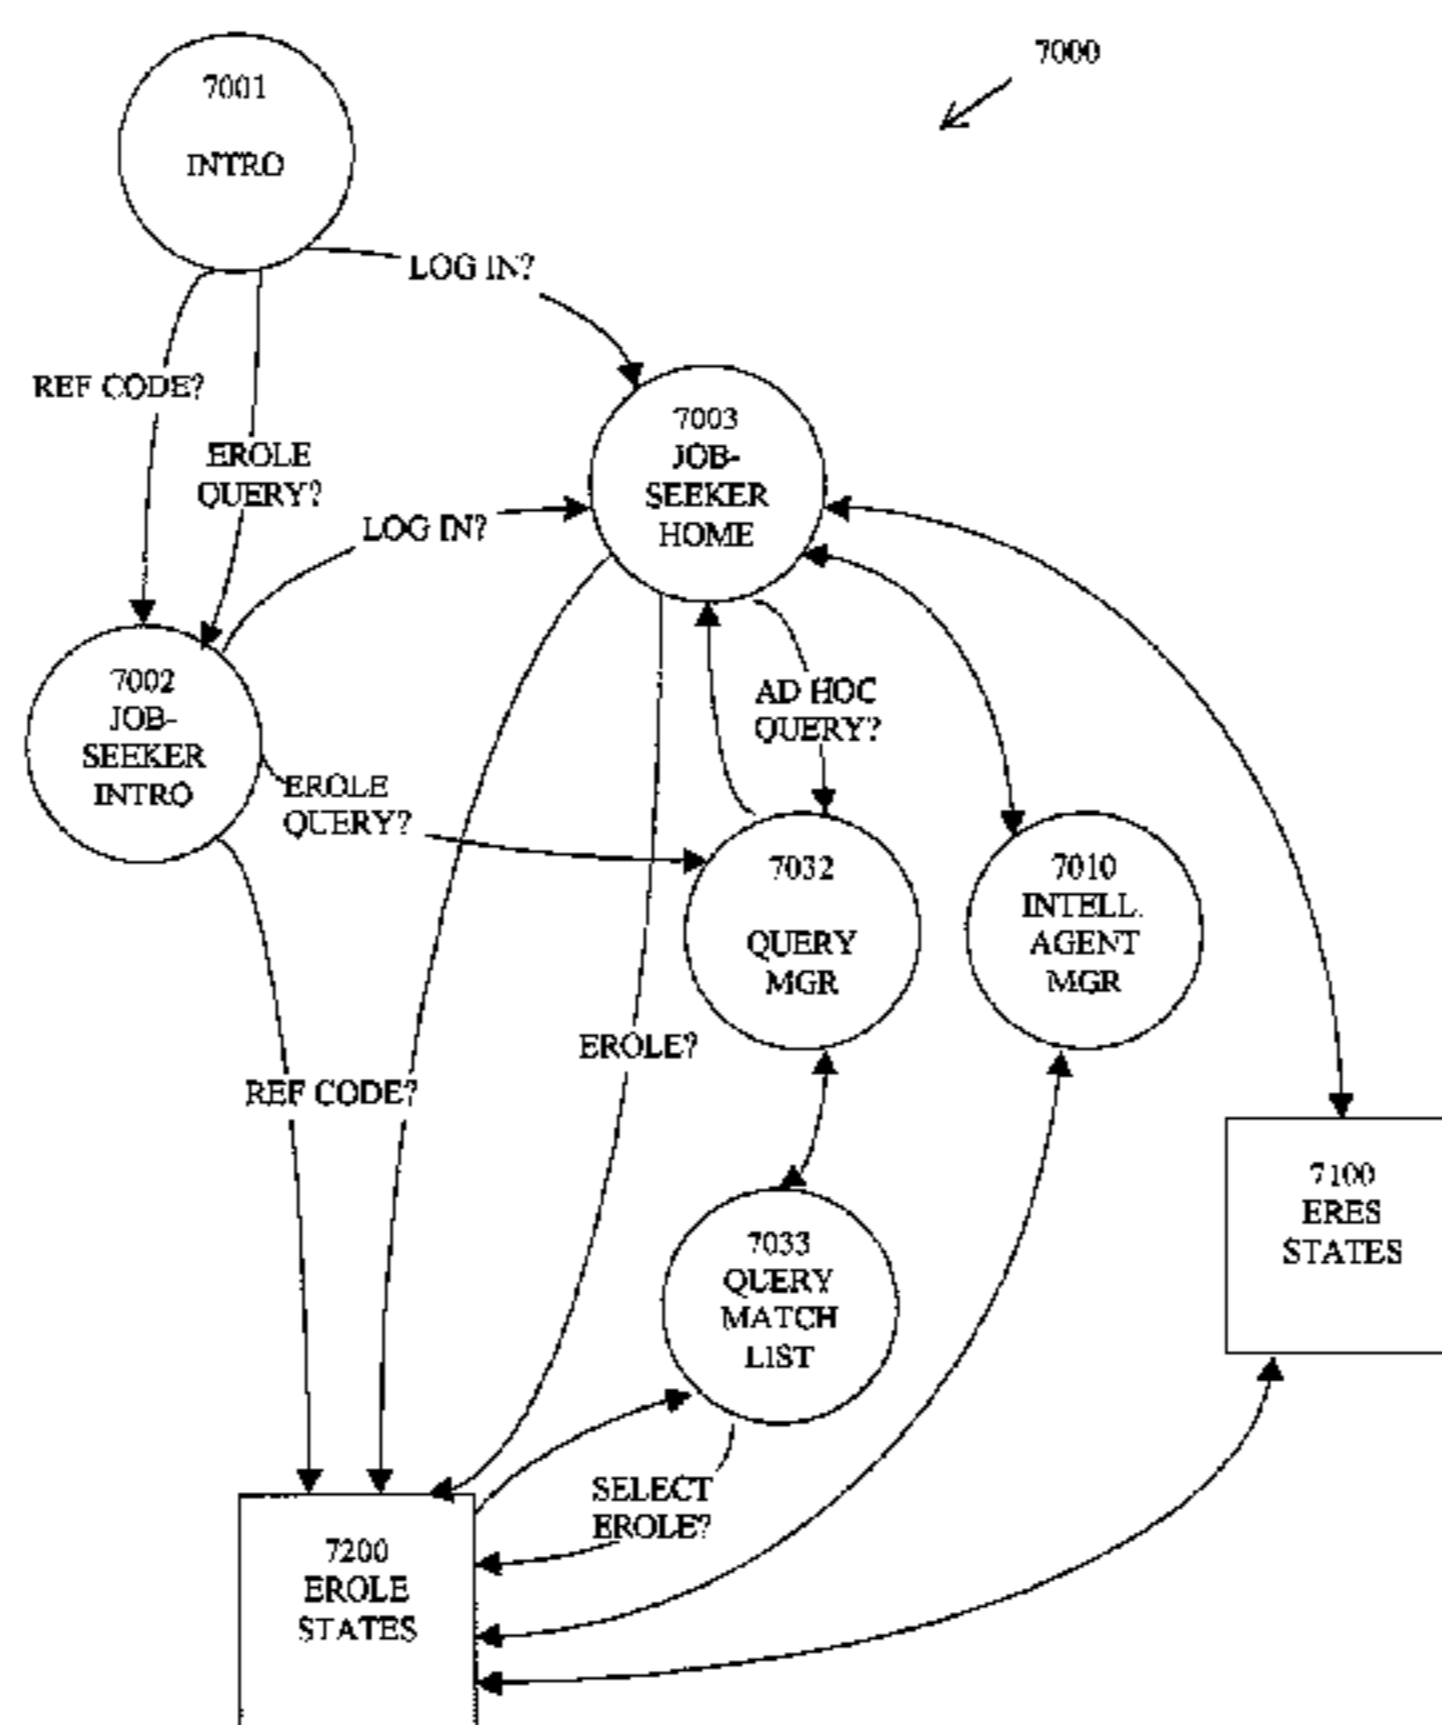 7000
7001
INTRO
LOG IN?
REF CODE?
EROLE
QUERY?
7003
JOB-
SEEKER
HOME
LOG IN?
7002
JOB-
SEEKER
INTRO
AD HOC
QUERY?
EROLE
QUERY?
7032
QUERY
MGR
7010
INTELL.
AGENT
MGR
EROLE?
REF CODE?
7100
ERES
STATES
7033
QUERY
MATCH
LIST
SELECT
EROLE?
7200
EROLE
STATES